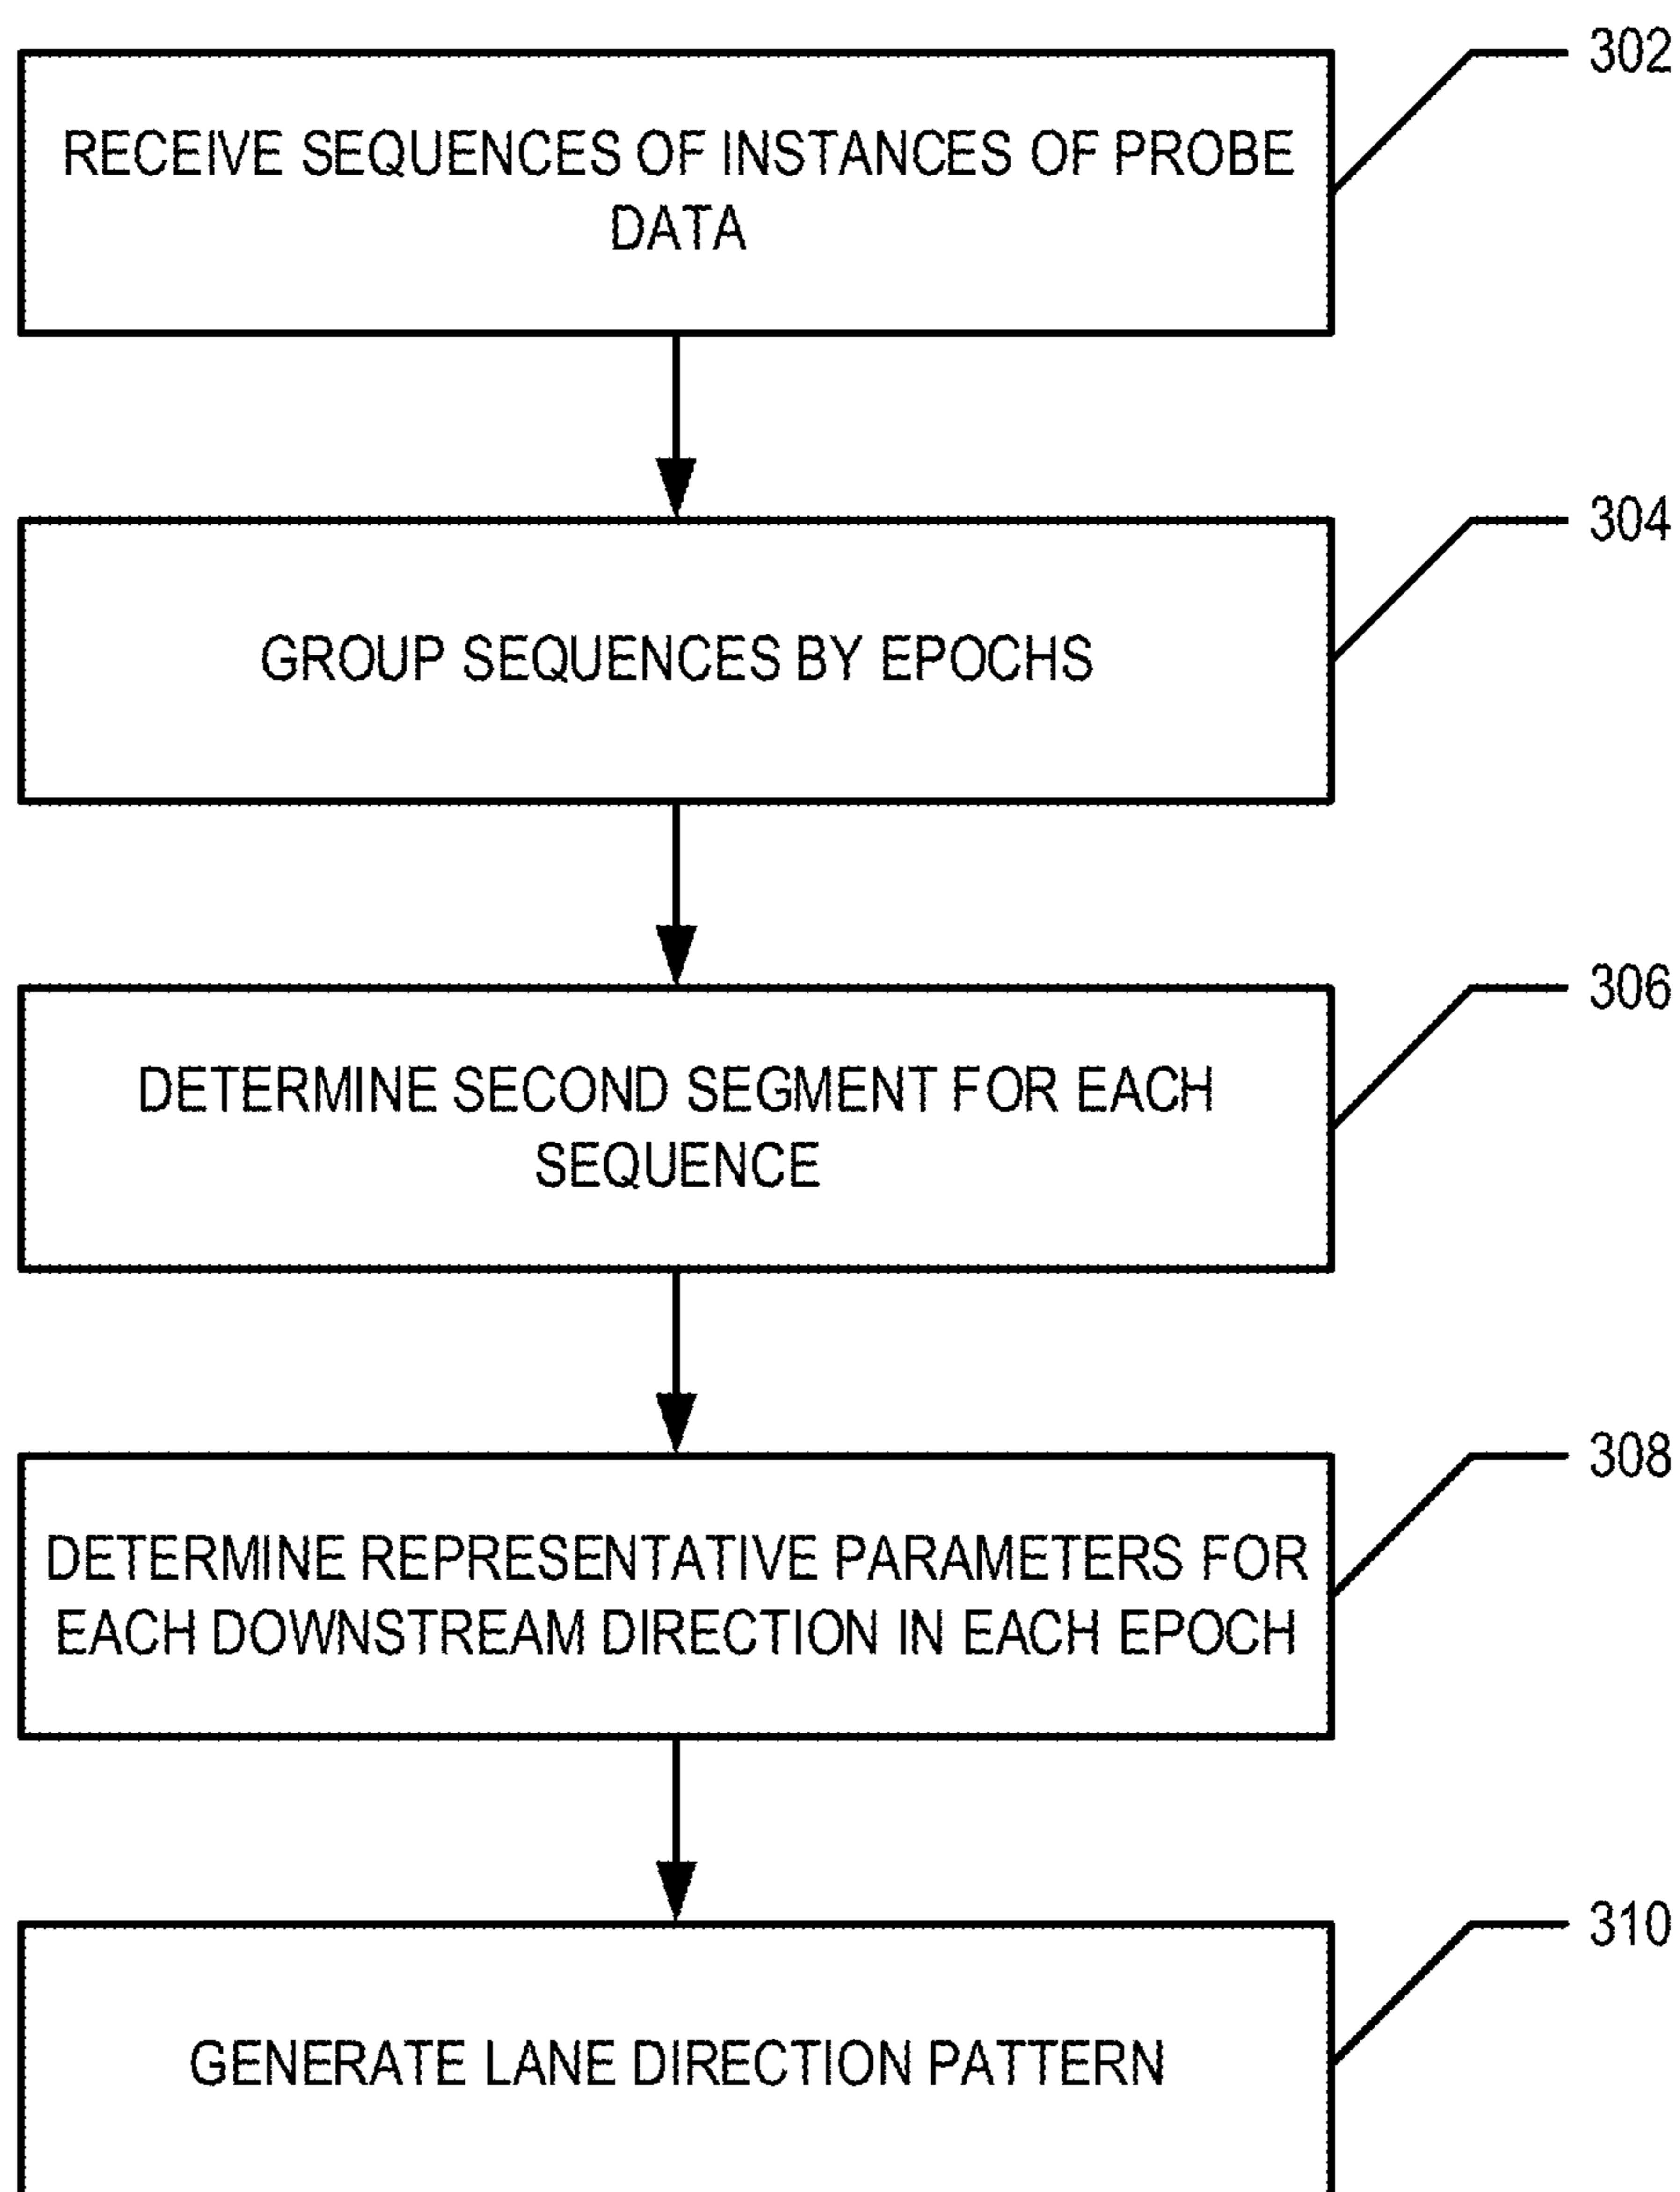 302
RECEIVE SEQUENCES OF INSTANCES OF PROBE
DATA
304
GROUP SEQUENCES BY EPOCHS
306
DETERMINE SECOND SEGMENT FOR EACH
SEQUENCE
308
DETERMINE REPRESENTATIVE PARAMETERS FOR
EACH DOWNSTREAM DIRECTION IN EACH EPOCH
310
GENERATE LANE DIRECTION PATTERN